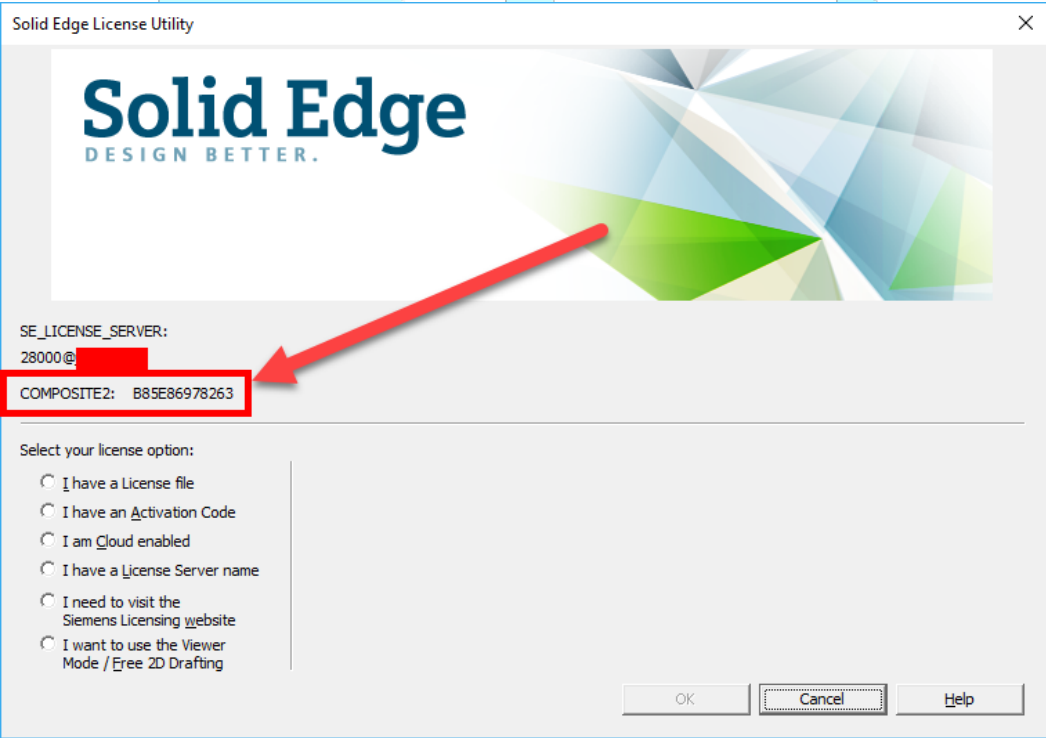 Solid Edge License Utility
Solid Edge
DESIGN BETTER.
SE_LICENSE_SERVER:
28000@
COMPOSITE2: B85E86978263
Select your license option:
I have a License file
I have an Activation Code
I am Cloud enabled
I have a License Server name
I need to visit the
Siemens Licensing website
I want to use the Viewer
Mode / Free 2D Drafting
OK
Cancel
Help